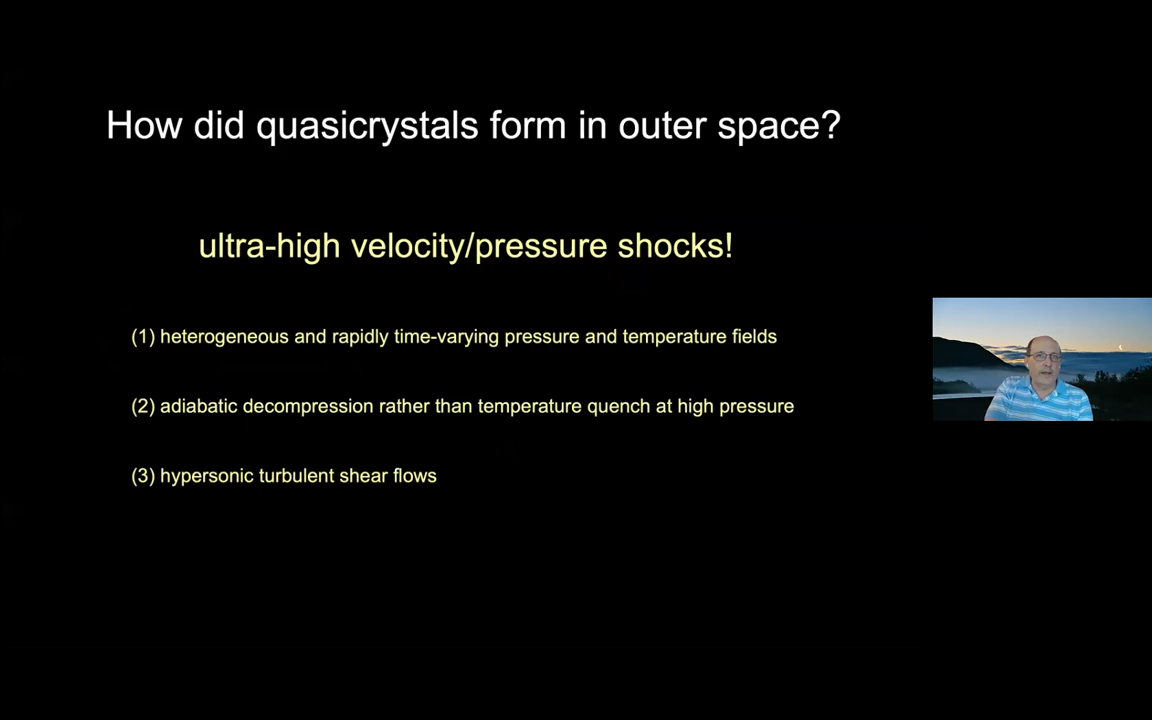 How did quasicrystals form in outer space?
ultra-high velocity/pressure shocks!
(1) heterogeneous and rapidly time-varying pressure and temperature fields
(2) adiabatic decompression rather than temperature quench at high pressure
(3) hypersonic turbulent shear flows